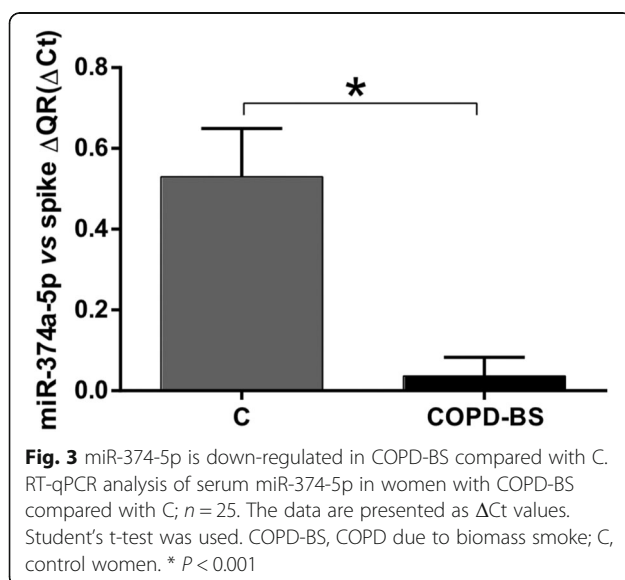 miR-374a-5p vs spike ΔQR(ΔCt)
0.8
0.6
0.4
0.2
0.0
*
C
COPD-BS
Fig. 3 miR-374-5p is down-regulated in COPD-BS compared with C.
RT-qPCR analysis of serum miR-374-5p in women with COPD-BS
compared with C; n = 25. The data are presented as ΔCt values.
Student's t-test was used. COPD-BS, COPD due to biomass smoke; C,
control women. * P < 0.001